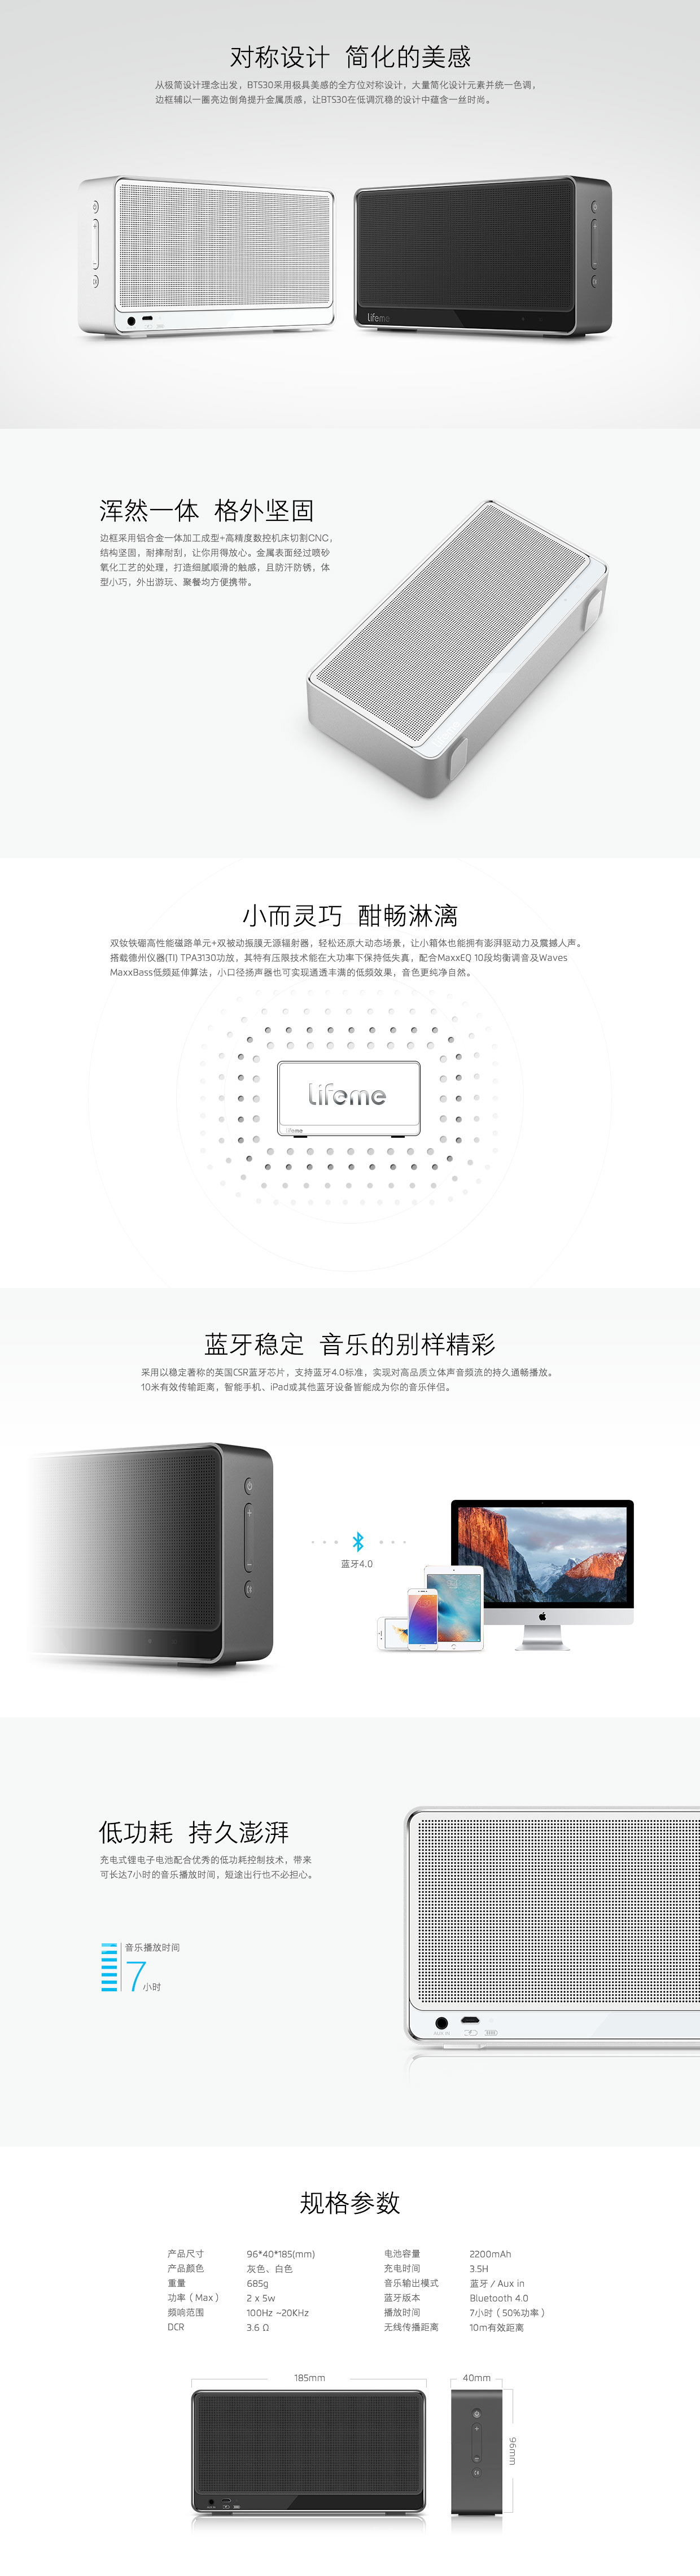 对称设计 简化的美感
从极简设计理念出发，BTS30采用极具美感的全方位对称设计，大量简化设计元素并统一色调，
边框辅以一圈亮边倒角提升金属质感，让BTS30在低调沉稳的设计中蕴含一丝时尚。
lifeme
浑然一体 格外坚固
边框采用铝合金一体加工成型+高精度数控机床切割CNC，
结构坚固，耐摔耐刮，让你用得放心。金属表面经过喷砂
氧化工艺的处理，打造细腻顺滑的触感，且防汗防锈，体
型小巧，外出游玩、聚餐均方便携带。
小而灵巧 酣畅淋漓
双钕铁硼高性能磁路单元+双被动振膜无源辐射器，轻松还原大动态场景，让小箱体也能拥有澎湃驱动力及震撼人声。
搭载德州仪器(TI) TPA3130功放，其特有压限技术能在大功率下保持低失真，配合MaxxEQ 10段均衡调音及Waves
MaxxBass低频延伸算法，小口径扬声器也可实现通透丰满的低频效果，音色更纯净自然。
lifeme
lifeme
蓝牙稳定 音乐的别样精彩
采用以稳定著称的英国CSR蓝牙芯片，支持蓝牙4.0标准，实现对高品质立体声音频流的持久通畅播放。
10米有效传输距离，智能手机、iPad或其他蓝牙设备皆能成为你的音乐伴侣。
蓝牙4.0
低功耗 持久澎湃
充电式锂电子电池配合优秀的低功耗控制技术，带来
可长达7小时的音乐播放时间，短途出行也不必担心。
音乐播放时间
7小时
AUX IN
规格参数
产品尺寸 96*40*185(mm) 电池容量 2200mAh
产品颜色 灰色、白色 充电时间 3.5H
重量 685g 音乐输出模式 蓝牙 / Aux in
功率（Max） 2 x 5w 蓝牙版本 Bluetooth 4.0
频响范围 100Hz ~20KHz 播放时间 7小时（50%功率）
DCR 3.6 Ω 无线传播距离 10m有效距离
185mm 40mm
96mm
AUX IN